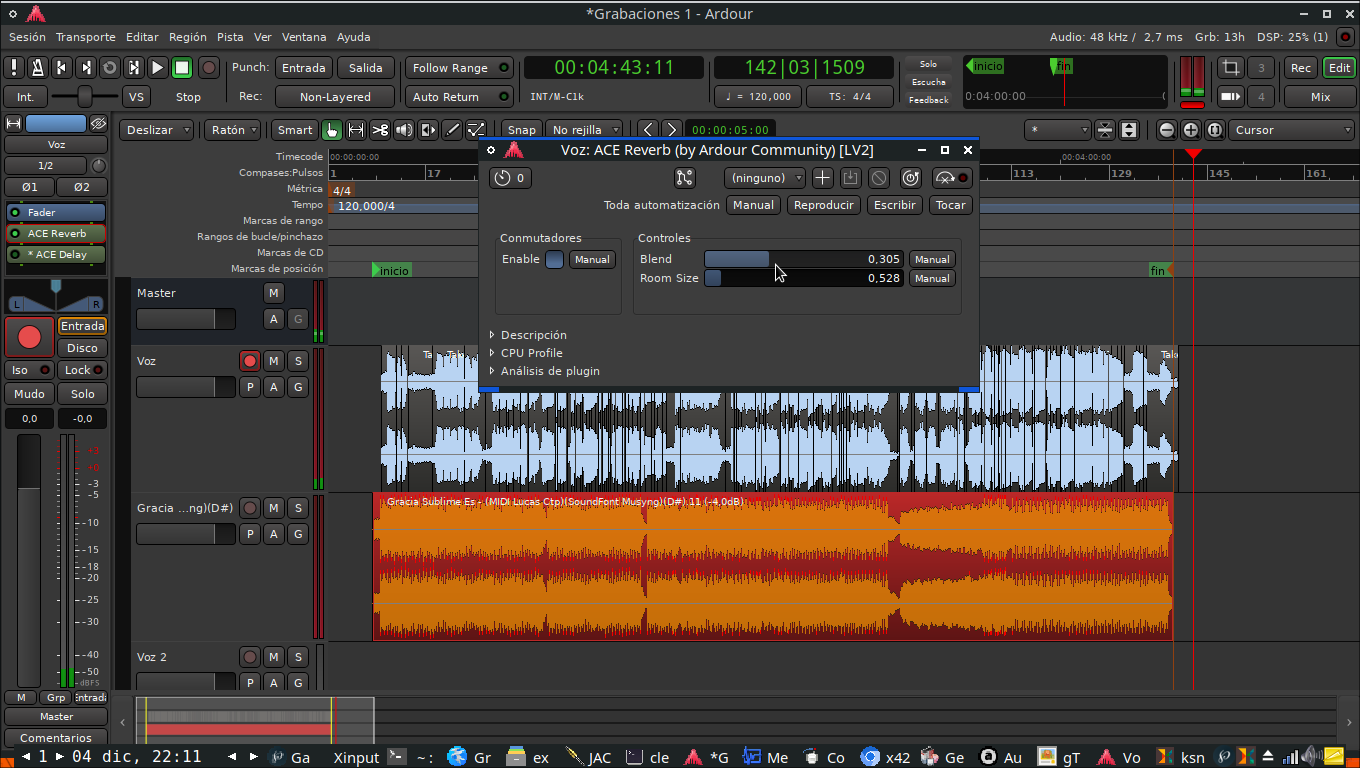 *Grabaciones 1 - Ardour
Sesión Transporte Editar Región Pista Ver Ventana Ayuda
Audio: 48 kHz / 2,7 ms Grb: 13h DSP: 25% (1)
Punch: Entrada Salida Follow Range 00:04:43:11 142|03|1509 Solo
Escucha
Feedback
inicio fin
0:04:00:00
3 Rec Edit
Int. VS Stop Rec: Non-Layered Auto Return INT/M-Clk ♩ = 120,000 TS: 4/4 4 Mix
Deslizar Ratón Smart Snap No rejilla 00:00:05:00 * Cursor
Voz
1/2
Ø1 Ø2
Fader
ACE Reverb
* ACE Delay
L R
Entrada
Disco
Iso Lock
Mudo Solo
0,0 -0,0
+3
+0
-3
-5
-10
-15
-18
-20
-25
-30
-40
-50
dBFS
M Grp Entrada
Master
Comentarios
Timecode 00:00:00:00 00:04:00:00
Compases:Pulsos 1 17 113 129 145 161
Métrica 4/4
Tempo 120,000/4
Marcas de rango
Rangos de bucle/pinchazo
Marcas de CD
Marcas de posición inicio fin
Master M
A G
Voz M S
P A G
Gracia ...ng)(D#) M S
P A G
Voz 2 M S
P A G
Gracia Sublime Es - (MIDI Lucas Ctp)(SoundFont Musyng)(D#).11 (-4,0dB)
Voz: ACE Reverb (by Ardour Community) [LV2]
0 (ninguno)
Toda automatización Manual Reproducir Escribir Tocar
Conmutadores
Enable Manual
Controles
Blend 0,305 Manual
Room Size 0,528 Manual
Descripción
CPU Profile
Análisis de plugin
1 04 dic, 22:11 Ga Xinput ~ : Gr ex JAC cle *G Me Co x42 Ge Au gT Vo ksn